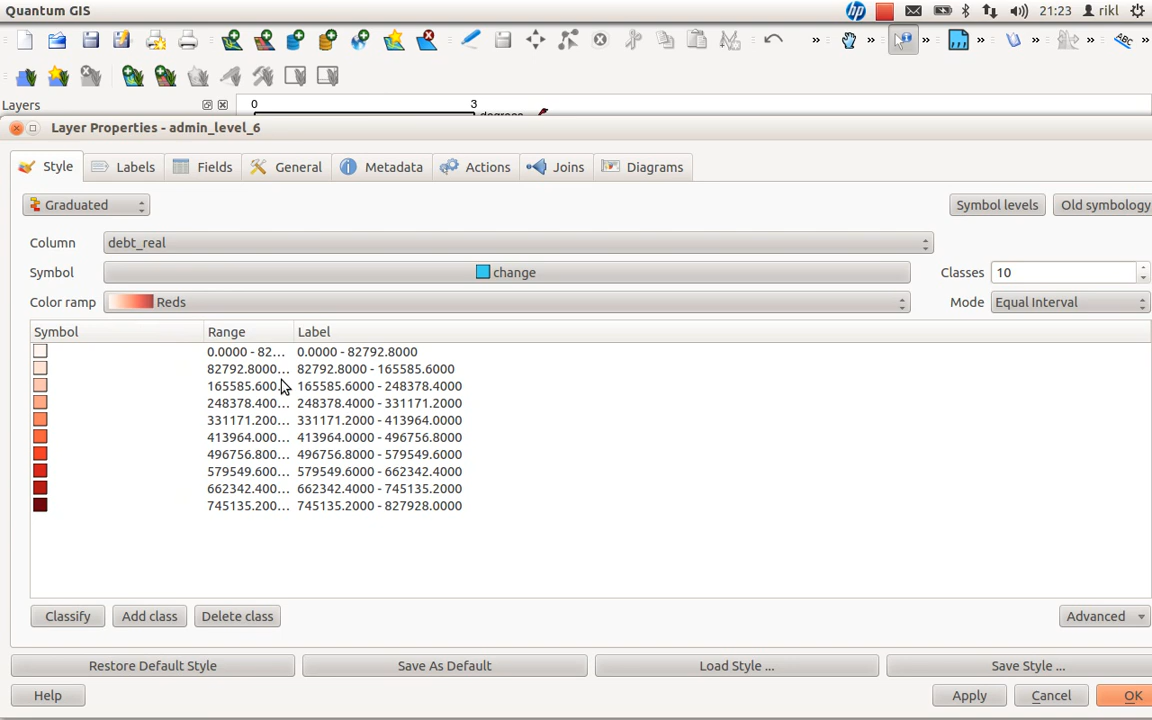 Quantum GIS
21:23 rikl
Layers
0 3
degrees
Layer Properties - admin_level_6
Style Labels Fields General Metadata Actions Joins Diagrams
Graduated Symbol levels Old symbology
Column debt_real
Symbol change Classes 10
Color ramp Reds Mode Equal Interval
Symbol Range Label
0.0000 - 82... 0.0000 - 82792.8000
82792.8000... 82792.8000 - 165585.6000
165585.600... 165585.6000 - 248378.4000
248378.400... 248378.4000 - 331171.2000
331171.200... 331171.2000 - 413964.0000
413964.0000... 413964.0000 - 496756.8000
496756.800... 496756.8000 - 579549.6000
579549.600... 579549.6000 - 662342.4000
662342.400... 662342.4000 - 745135.2000
745135.200... 745135.2000 - 827928.0000
Classify Add class Delete class Advanced
Restore Default Style Save As Default Load Style ... Save Style ...
Help Apply Cancel OK